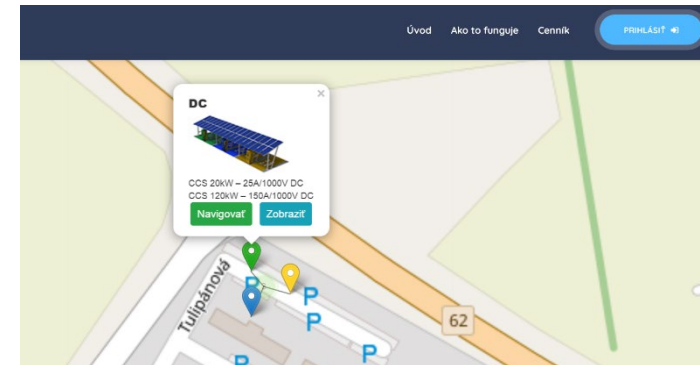 Úvod Ako to funguje Cenník PRIHLÁSIŤ
DC ×
CCS 20kW – 25A/1000V DC
CCS 120kW – 150A/1000V DC
Navigovať Zobraziť
Tulipánová
P
P
P
P
P
62